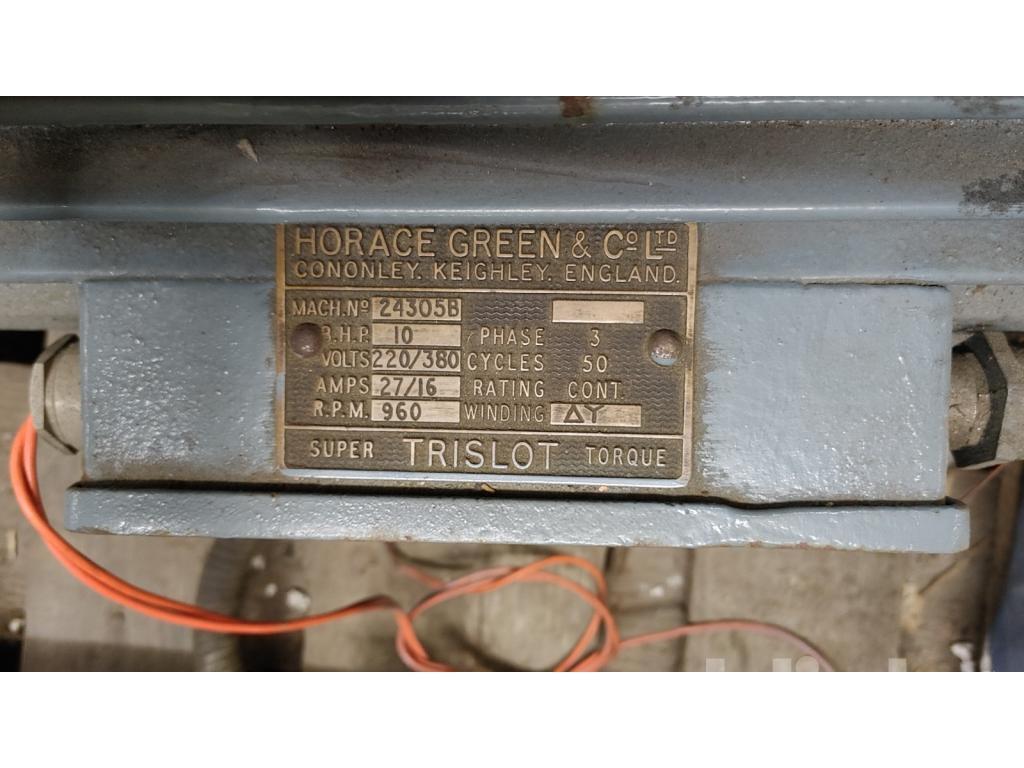 HORACE GREEN & Cº LTD
CONONLEY. KEIGHLEY. ENGLAND.
MACH. Nº 24305B
B.H.P. 10 PHASE 3
VOLTS 220/380 CYCLES 50
AMPS 27/16 RATING CONT
R.P.M. 960 WINDING ΔY
SUPER TRISLOT TORQUE